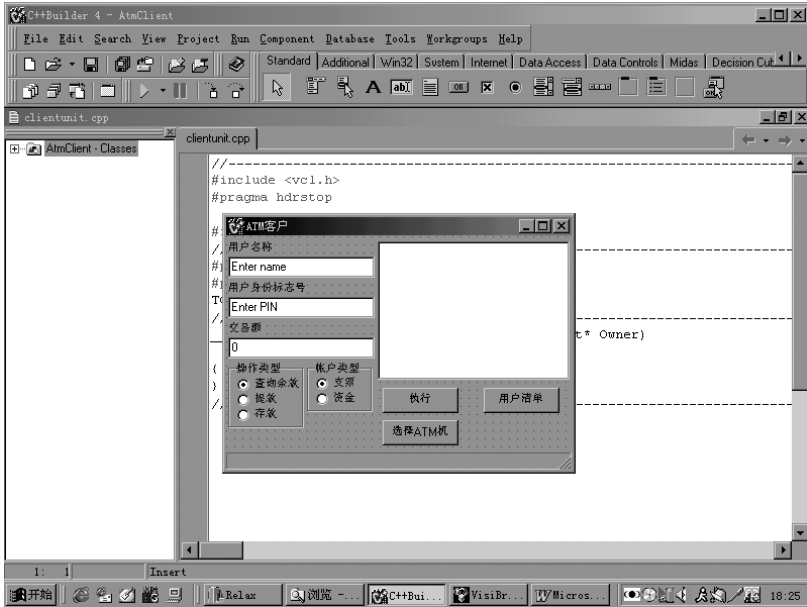 C++Builder 4 - AtmClient
File Edit Search View Project Run Component Database Tools Workgroups Help
Standard Additional Win32 System Internet Data Access Data Controls Midas Decision Cub
clientunit.cpp
AtmClient - Classes
clientunit.cpp
//
#include <vcl.h>
#pragma hdrstop
ATM客户
用户名称
Enter name
用户身份标志号
Enter PIN
交易额
0
t* Owner)
操作类型
查询余款
提款
存款
帐户类型
支票
资金
执行
用户清单
选择ATM机
1: 1 Insert
开始 Relax 浏览 -... C++Bui... VisiBr... Micros... 18:25